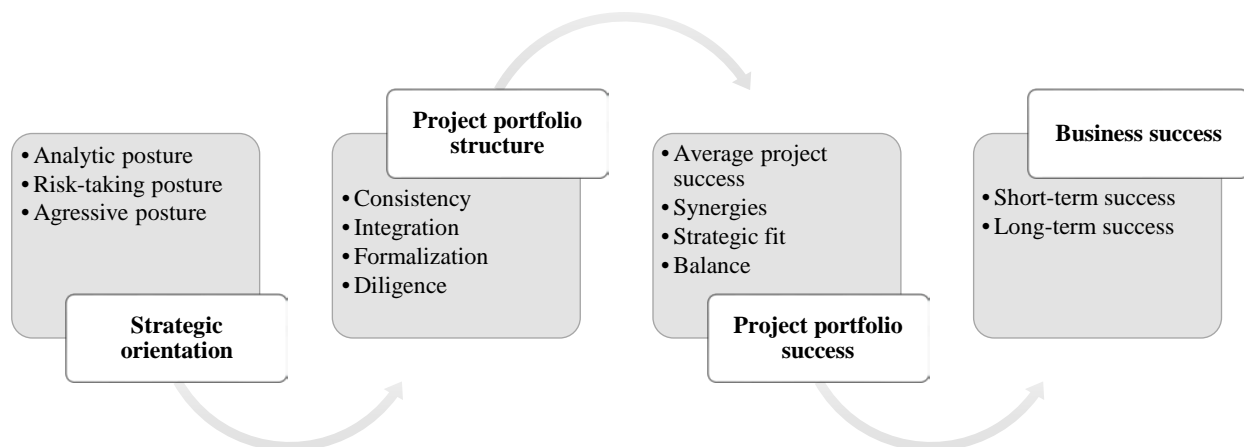 • Analytic posture
• Risk-taking posture
• Agressive posture
Strategic
orientation
Project portfolio
structure
• Consistency
• Integration
• Formalization
• Diligence
• Average project
success
• Synergies
• Strategic fit
• Balance
Project portfolio
success
Business success
• Short-term success
• Long-term success